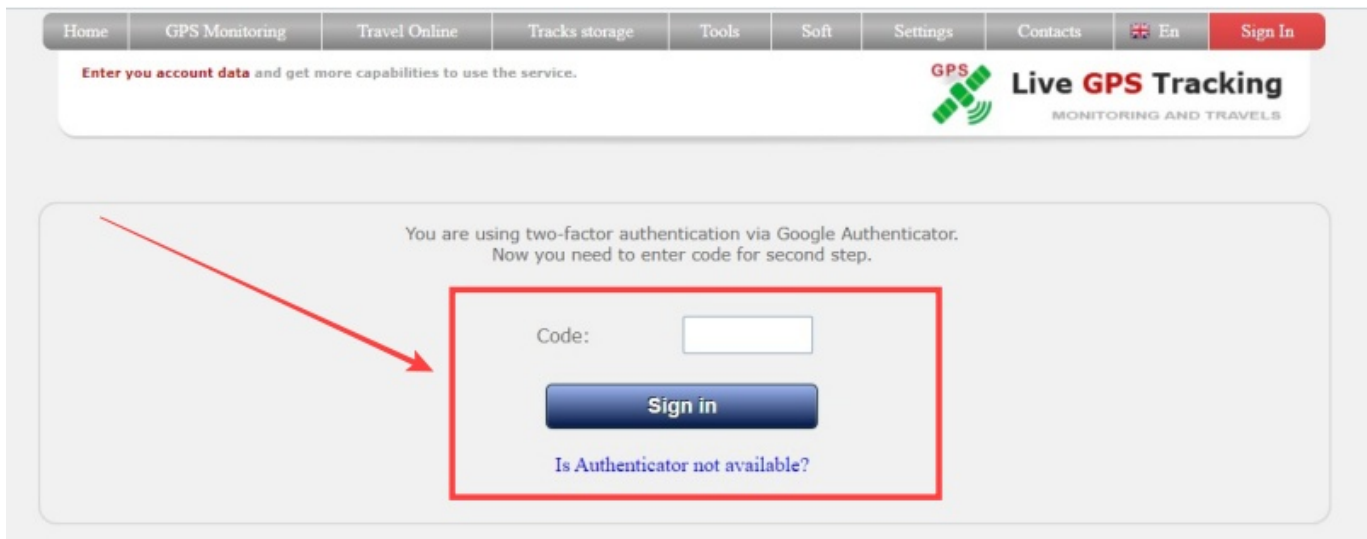 Home GPS Monitoring Travel Online Tracks storage Tools Soft Settings Contacts En Sign In
Enter you account data and get more capabilities to use the service.
GPS
Live GPS Tracking
MONITORING AND TRAVELS
You are using two-factor authentication via Google Authenticator.
Now you need to enter code for second step.
Code:
Sign in
Is Authenticator not available?